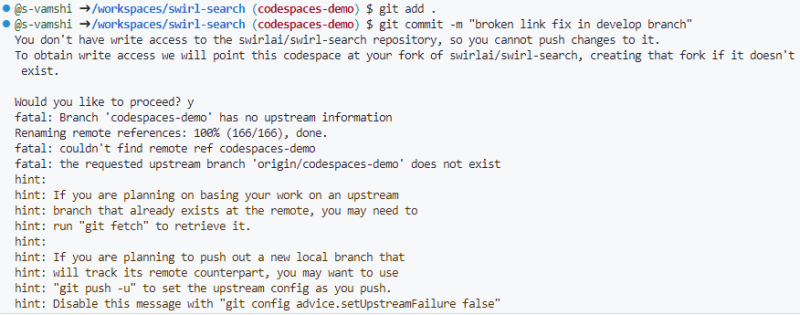 @s-vamshi →/workspaces/swirl-search (codespaces-demo) $ git add .
@s-vamshi →/workspaces/swirl-search (codespaces-demo) $ git commit -m "broken link fix in develop branch"
You don't have write access to the swirlai/swirl-search repository, so you cannot push changes to it.
To obtain write access we will point this codespace at your fork of swirlai/swirl-search, creating that fork if it doesn't
exist.
Would you like to proceed? y
fatal: Branch 'codespaces-demo' has no upstream information
Renaming remote references: 100% (166/166), done.
fatal: couldn't find remote ref codespaces-demo
fatal: the requested upstream branch 'origin/codespaces-demo' does not exist
hint:
hint: If you are planning on basing your work on an upstream
hint: branch that already exists at the remote, you may need to
hint: run "git fetch" to retrieve it.
hint:
hint: If you are planning to push out a new local branch that
hint: will track its remote counterpart, you may want to use
hint: "git push -u" to set the upstream config as you push.
hint: Disable this message with "git config advice.setUpstreamFailure false"